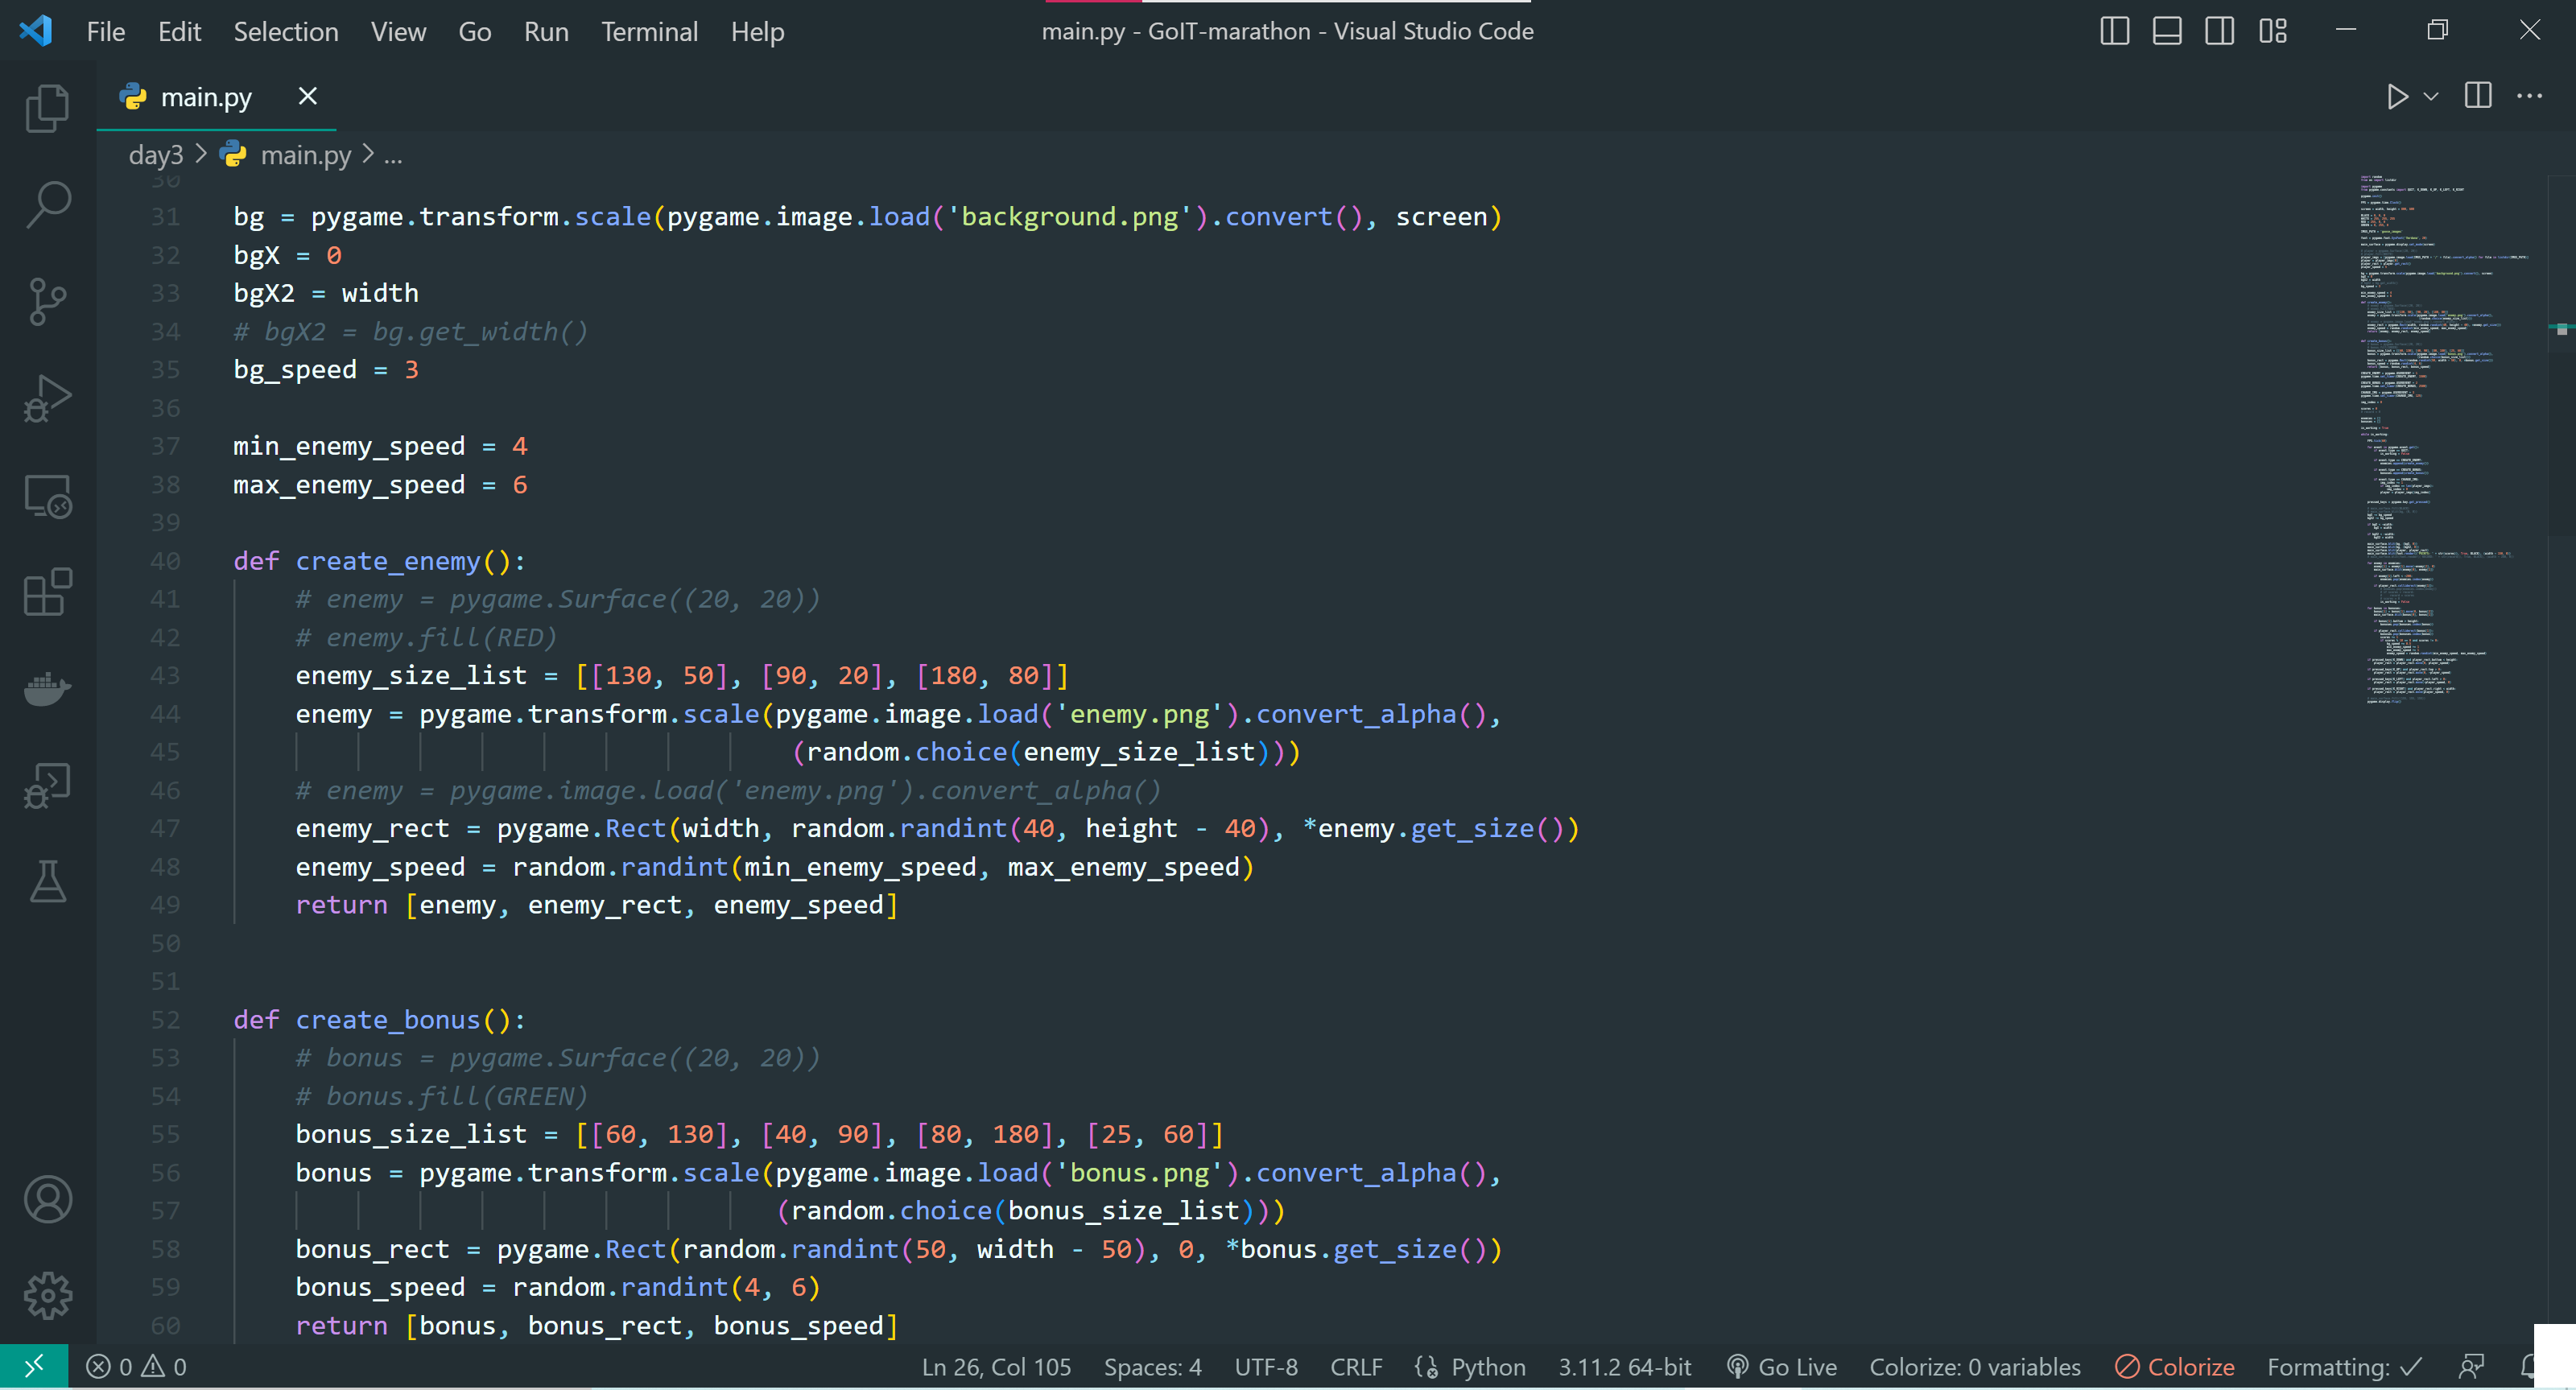 File Edit Selection View Go Run Terminal Help main.py - GoIT-marathon - Visual Studio Code
main.py
day3 > main.py > ...
30
31 bg = pygame.transform.scale(pygame.image.load('background.png').convert(), screen)
32 bgX = 0
33 bgX2 = width
34 # bgX2 = bg.get_width()
35 bg_speed = 3
36
37 min_enemy_speed = 4
38 max_enemy_speed = 6
39
40 def create_enemy():
41 # enemy = pygame.Surface((20, 20))
42 # enemy.fill(RED)
43 enemy_size_list = [[130, 50], [90, 20], [180, 80]]
44 enemy = pygame.transform.scale(pygame.image.load('enemy.png').convert_alpha(),
45 (random.choice(enemy_size_list)))
46 # enemy = pygame.image.load('enemy.png').convert_alpha()
47 enemy_rect = pygame.Rect(width, random.randint(40, height - 40), *enemy.get_size())
48 enemy_speed = random.randint(min_enemy_speed, max_enemy_speed)
49 return [enemy, enemy_rect, enemy_speed]
50
51
52 def create_bonus():
53 # bonus = pygame.Surface((20, 20))
54 # bonus.fill(GREEN)
55 bonus_size_list = [[60, 130], [40, 90], [80, 180], [25, 60]]
56 bonus = pygame.transform.scale(pygame.image.load('bonus.png').convert_alpha(),
57 (random.choice(bonus_size_list)))
58 bonus_rect = pygame.Rect(random.randint(50, width - 50), 0, *bonus.get_size())
59 bonus_speed = random.randint(4, 6)
60 return [bonus, bonus_rect, bonus_speed]
0 0 Ln 26, Col 105 Spaces: 4 UTF-8 CRLF Python 3.11.2 64-bit Go Live Colorize: 0 variables Colorize Formatting: ✓